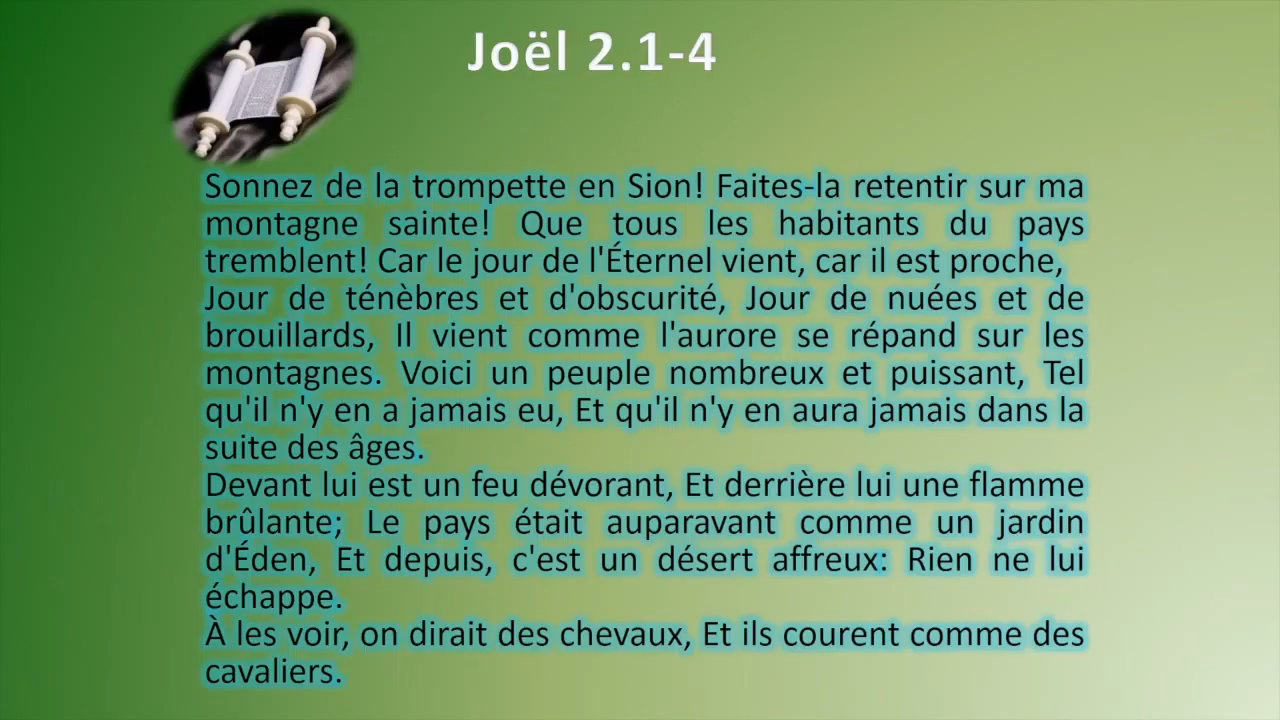 Joël 2.1-4
Sonnez de la trompette en Sion! Faites-la retentir sur ma
montagne sainte! Que tous les habitants du pays
tremblent! Car le jour de l'Éternel vient, car il est proche,
Jour de ténèbres et d'obscurité, Jour de nuées et de
brouillards, Il vient comme l'aurore se répand sur les
montagnes. Voici un peuple nombreux et puissant, Tel
qu'il n'y en a jamais eu, Et qu'il n'y en aura jamais dans la
suite des âges.
Devant lui est un feu dévorant, Et derrière lui une flamme
brûlante; Le pays était auparavant comme un jardin
d'Éden, Et depuis, c'est un désert affreux: Rien ne lui
échappe.
À les voir, on dirait des chevaux, Et ils courent comme des
cavaliers.